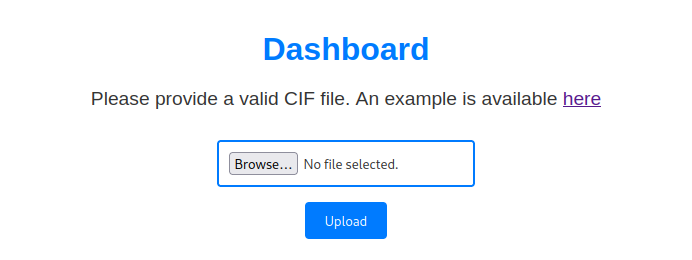 Dashboard
Please provide a valid CIF file. An example is available here
Browse... No file selected.
Upload